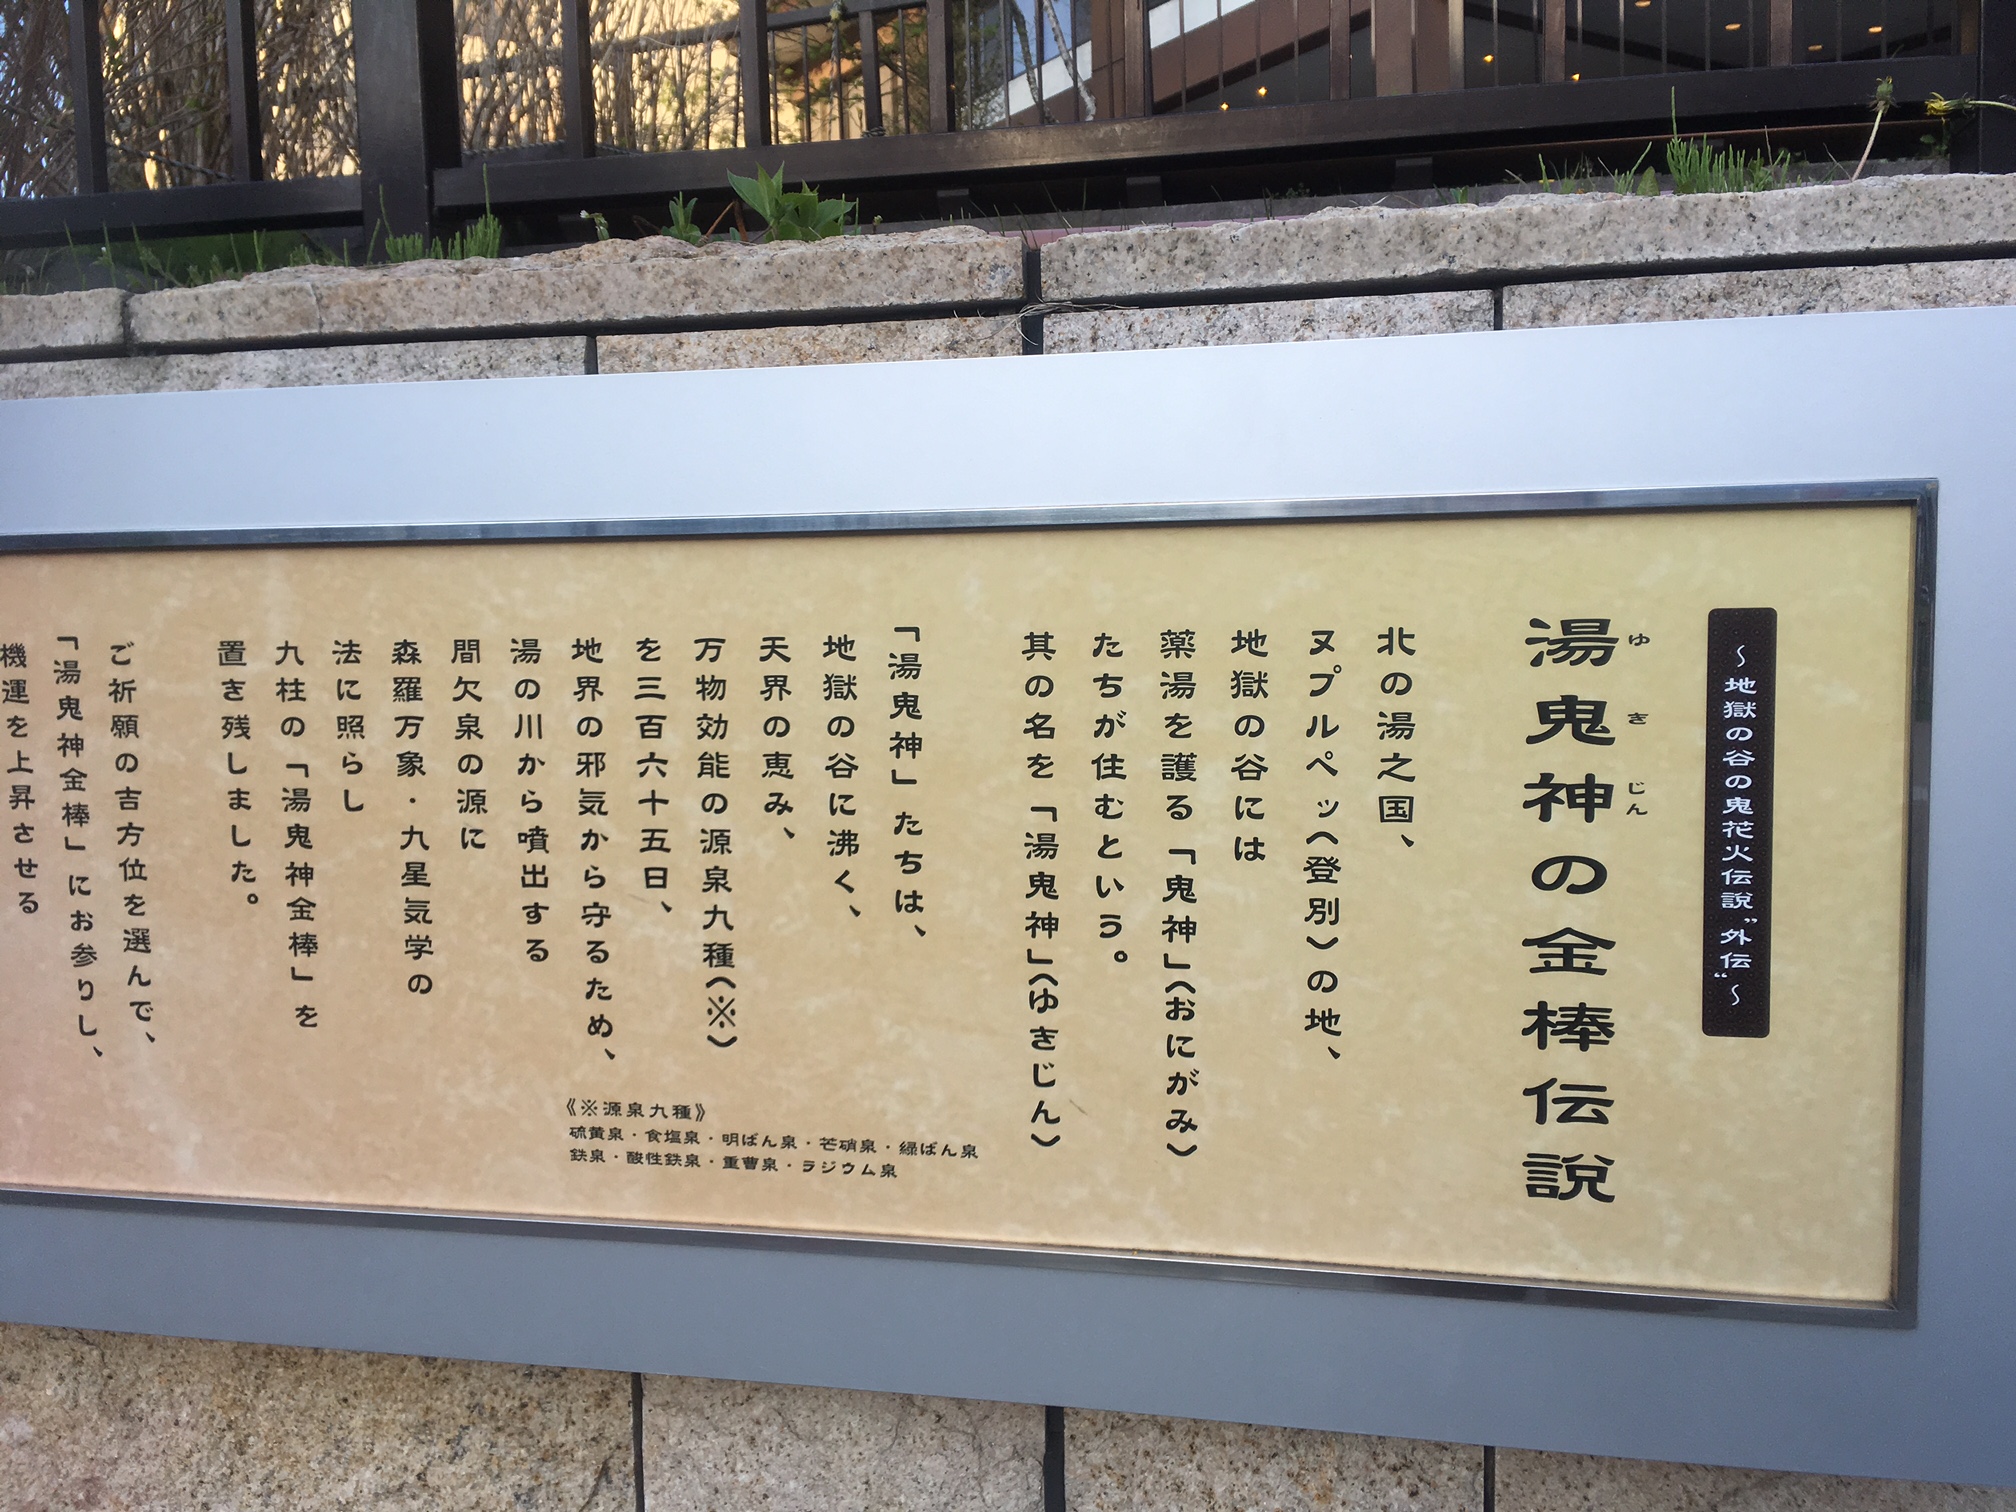 ～地獄の谷の鬼花火伝説〝外伝〟～
湯鬼神の金棒伝説
ゆきじん
北の湯之国、
ヌプルペッ(登別)の地、
地獄の谷には
薬湯を護る「鬼神」(おにがみ)
たちが住むという。
其の名を「湯鬼神」(ゆきじん)
「湯鬼神」たちは、
地獄の谷に沸く、
天界の恵み、
万物効能の源泉九種(※)
を三百六十五日、
地界の邪気から守るため、
湯の川から噴出する
間欠泉の源に
森羅万象・九星気学の
法に照らし
九柱の「湯鬼神金棒」を
置き残しました。
ご祈願の吉方位を選んで、
「湯鬼神金棒」にお参りし、
機運を上昇させる
《※源泉九種》
硫黄泉・食塩泉・明ばん泉・芒硝泉・緑ばん泉
鉄泉・酸性鉄泉・重曹泉・ラジウム泉